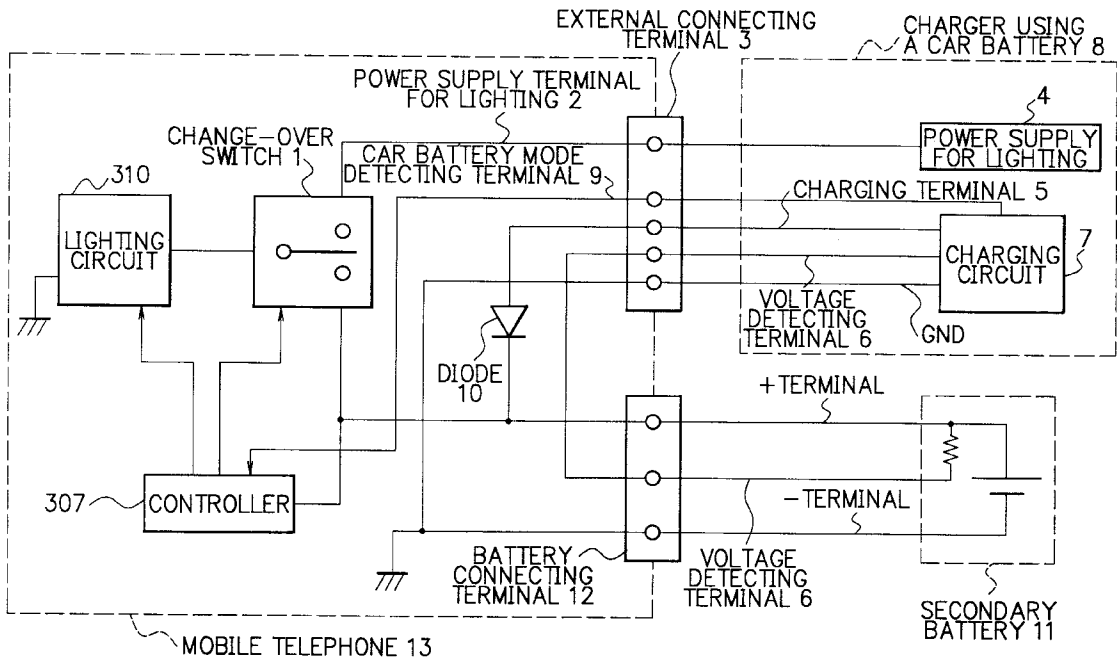 EXTERNAL CONNECTING
TERMINAL 3
CHARGER USING
A CAR BATTERY 8
POWER SUPPLY TERMINAL
FOR LIGHTING 2
4
POWER SUPPLY
FOR LIGHTING
CHANGE-OVER
SWITCH 1
CAR BATTERY MODE
DETECTING TERMINAL 9
310
LIGHTING
CIRCUIT
CHARGING TERMINAL 5
CHARGING
CIRCUIT
7
VOLTAGE
DETECTING
TERMINAL 6
GND
DIODE
10
+TERMINAL
307
CONTROLLER
-TERMINAL
BATTERY
CONNECTING
TERMINAL 12
VOLTAGE
DETECTING
TERMINAL 6
SECONDARY
BATTERY 11
MOBILE TELEPHONE 13